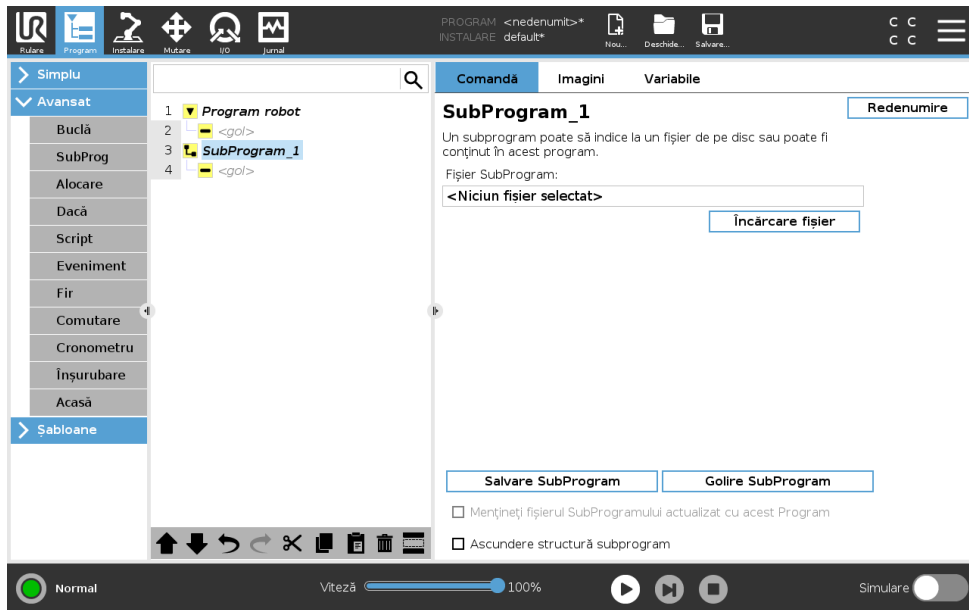 UR
Rulare
Program
Instalare
Mutare
I/O
Jurnal
PROGRAM <nedenumit>*
INSTALARE default*
Nou...
Deschide...
Salvare...
C C
C C
Simplu
Avansat
Buclă
SubProg
Alocare
Dacă
Script
Eveniment
Fir
Comutare
Cronometru
Înșurubare
Acasă
Șabloane
1 Program robot
2 <gol>
3 SubProgram_1
4 <gol>
Comandă Imagini Variabile
SubProgram_1
Redenumire
Un subprogram poate să indice la un fișier de pe disc sau poate fi
conținut în acest program.
Fișier SubProgram:
<Niciun fișier selectat>
Încărcare fișier
Salvare SubProgram
Golire SubProgram
Mențineți fișierul SubProgramului actualizat cu acest Program
Ascundere structură subprogram
Normal
Viteză 100%
Simulare